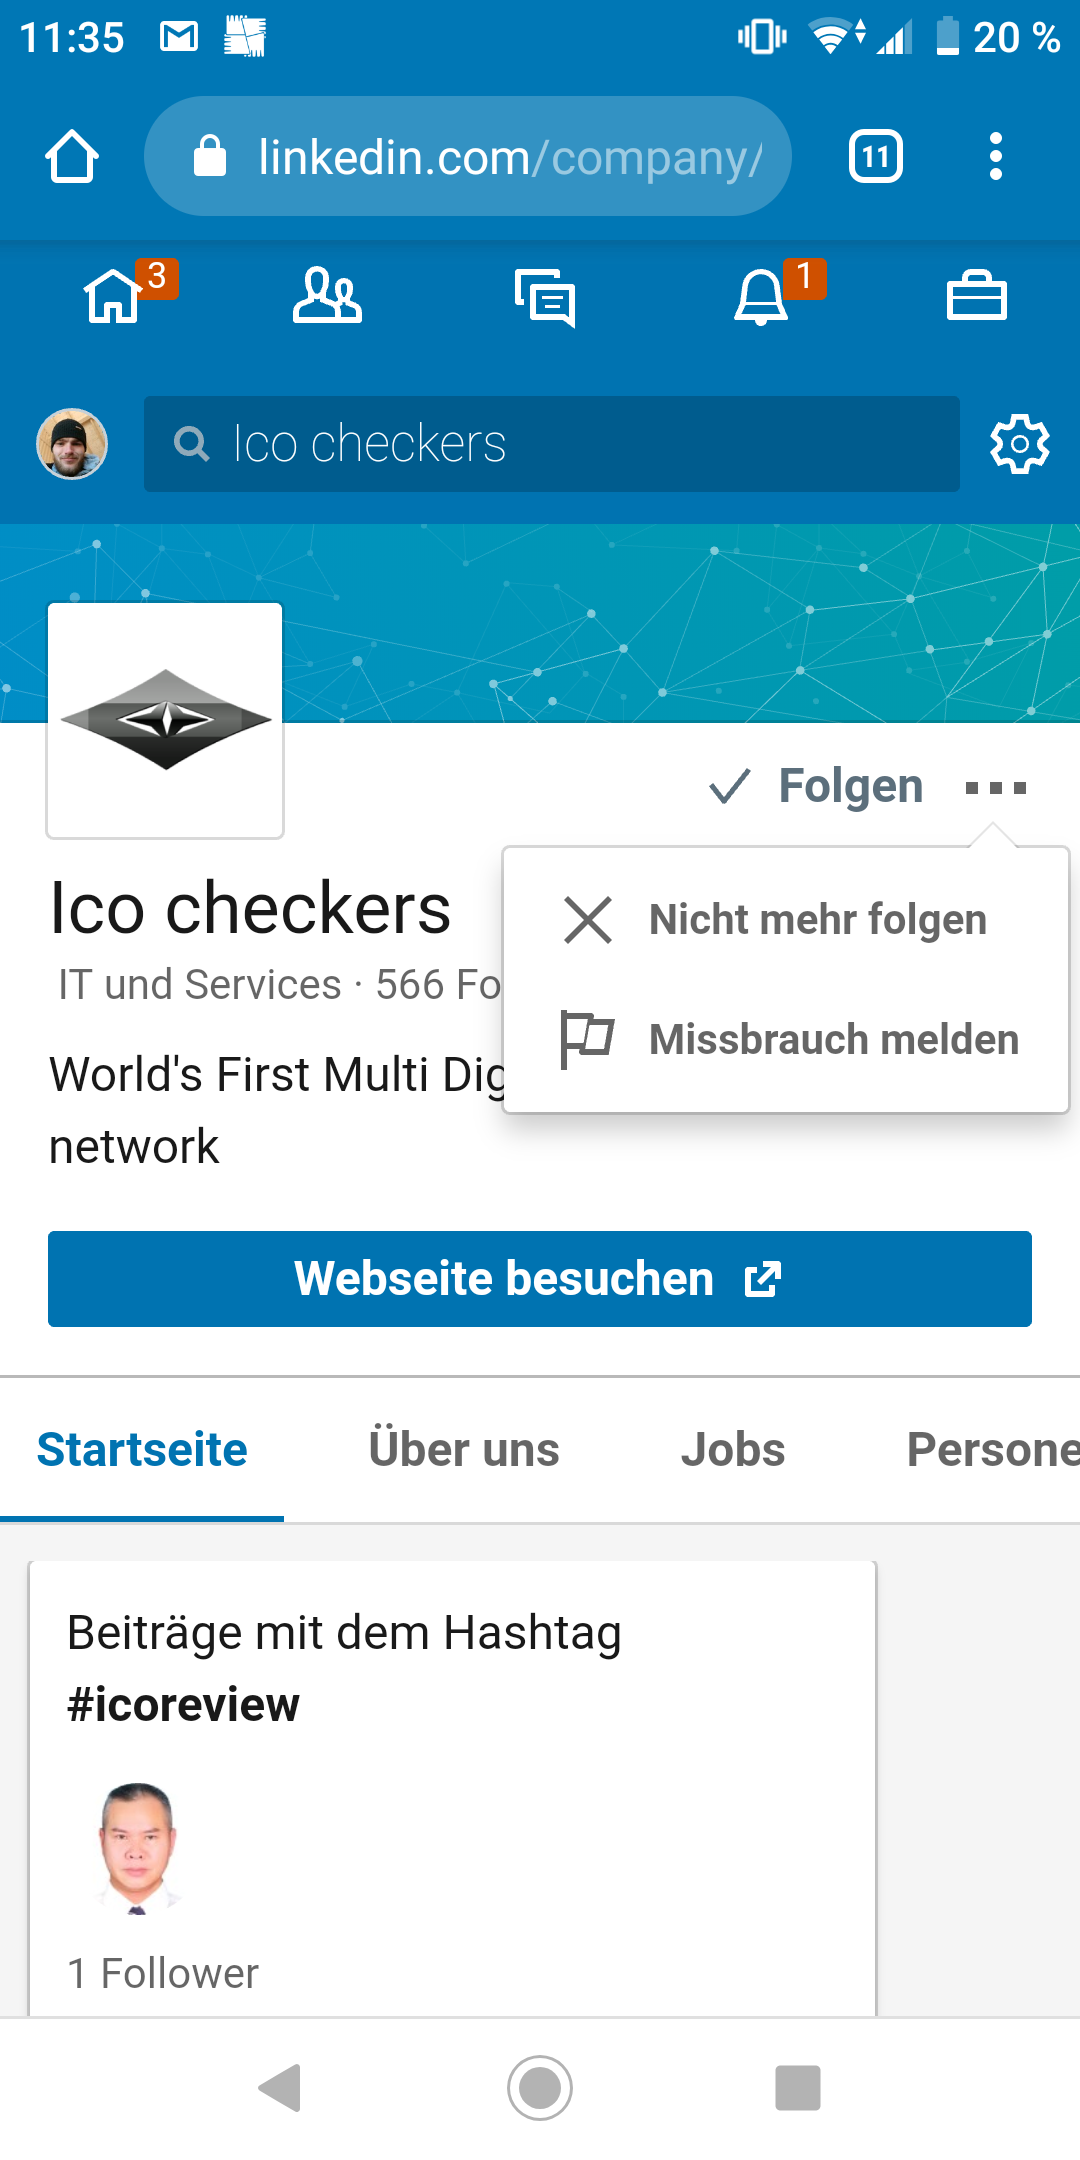 11:35
20 %
linkedin.com/company/
11
3
1
Ico checkers
Folgen
Ico checkers
Nicht mehr folgen
IT und Services · 566 Fo
Missbrauch melden
World's First Multi Dig
network
Webseite besuchen
Startseite Über uns Jobs Persone
Beiträge mit dem Hashtag
#icoreview
1 Follower